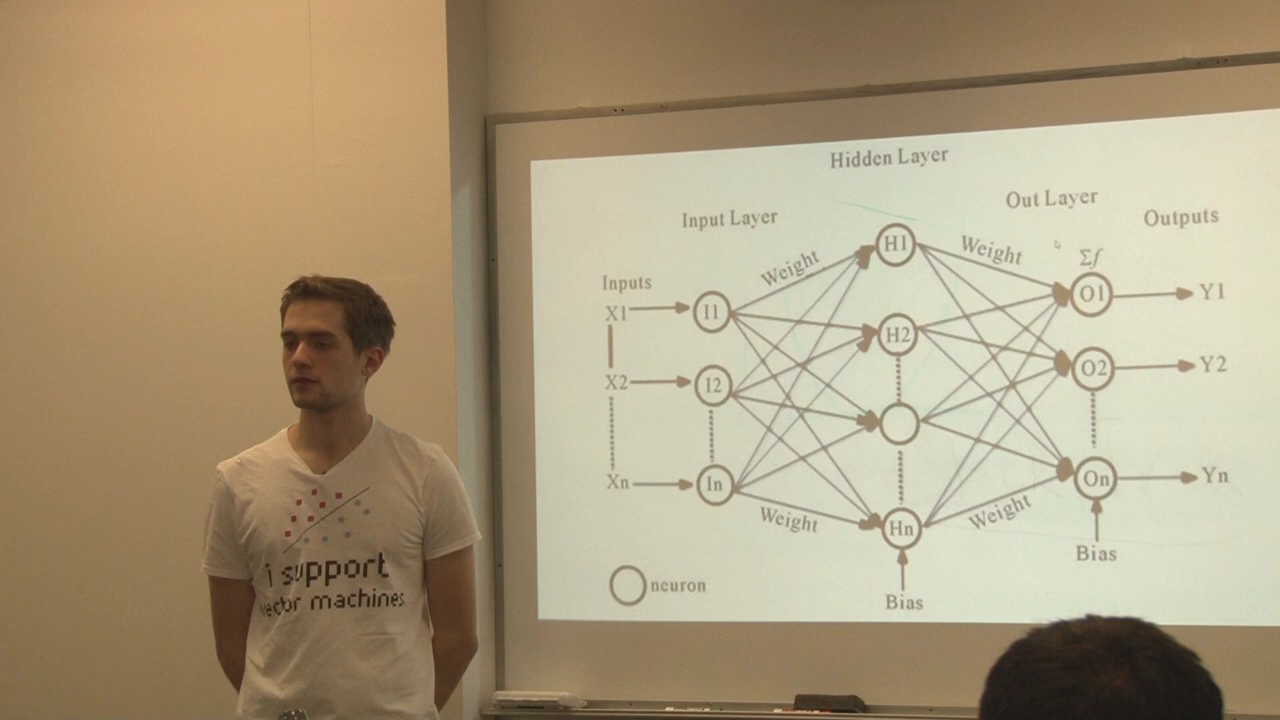 i support
vector machines
Hidden Layer
Input Layer
Out Layer
Outputs
Inputs
Weight
Weight
Σf
X1
I1
H1
O1
Y1
X2
I2
H2
O2
Y2
Xn
In
Hn
On
Yn
Weight
Weight
neuron
Bias
Bias